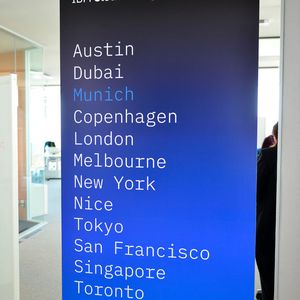 Austin
Dubai
Munich
Copenhagen
London
Melbourne
New York
Nice
Tokyo
San Francisco
Singapore
Toronto